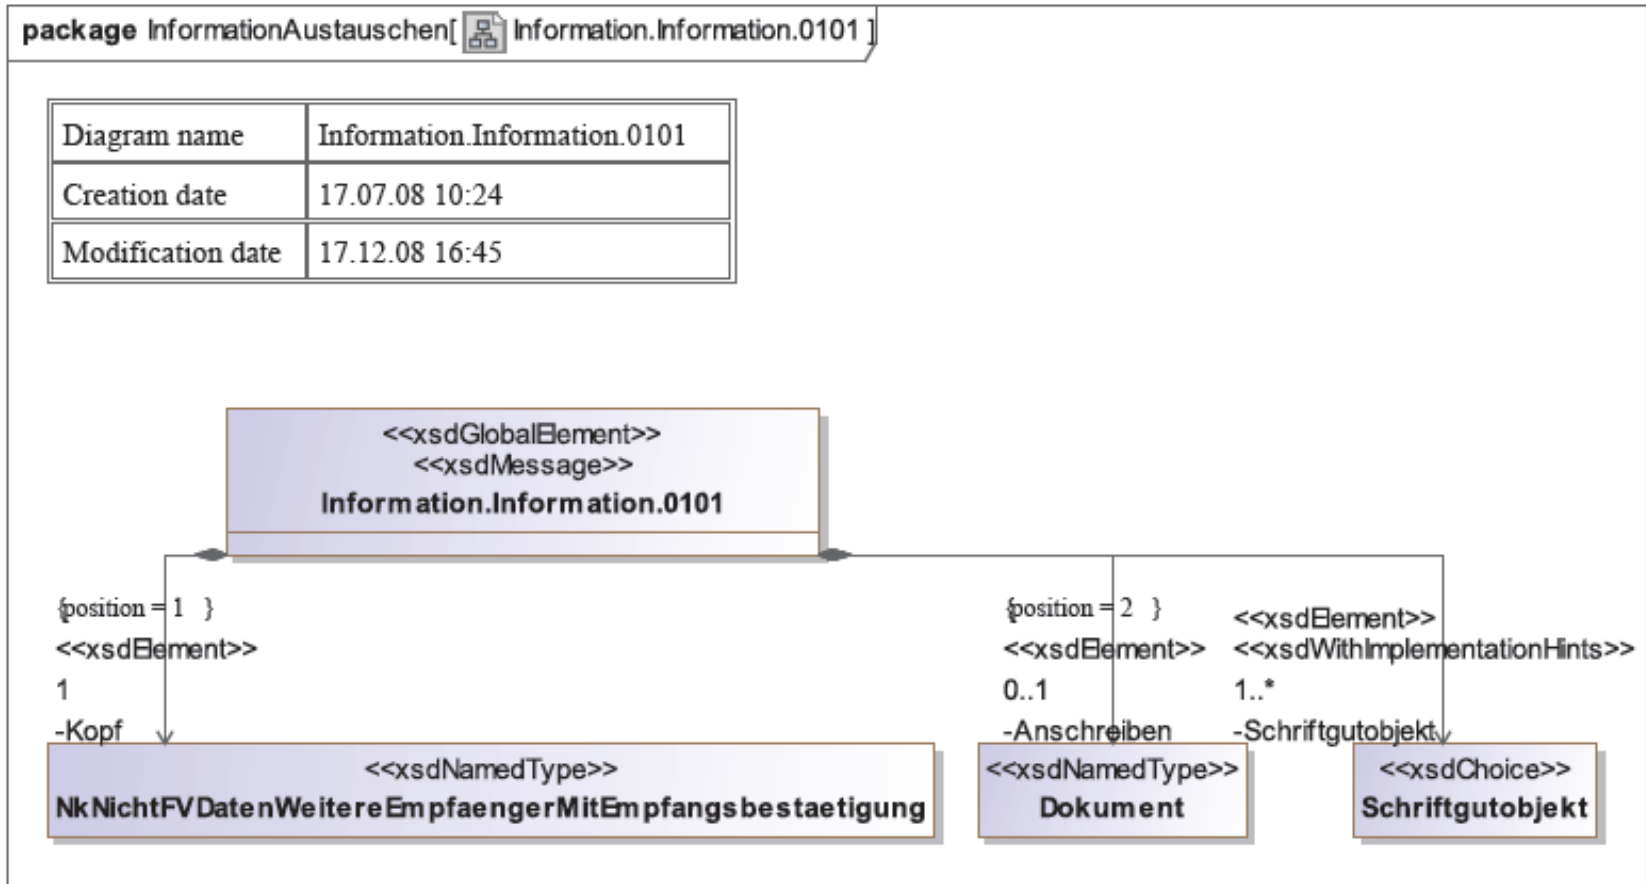 package InformationAustauschen[ Information.Information.0101 ]
Diagram name Information.Information.0101
Creation date 17.07.08 10:24
Modification date 17.12.08 16:45
<<xsdGlobalElement>>
<<xsdMessage>>
Information.Information.0101
{position = 1 }
<<xsdElement>>
1
-Kopf
{position = 2 }
<<xsdElement>>
0..1
-Anschreiben
<<xsdElement>>
<<xsdWithImplementationHints>>
1..*
-Schriftgutobjekt
<<xsdNamedType>>
NkNichtFVDatenWeitereEmpfaengerMitEmpfangsbestaetigung
<<xsdNamedType>>
Dokument
<<xsdChoice>>
Schriftgutobjekt